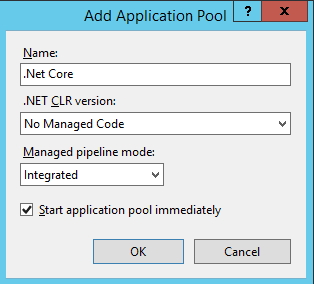 Add Application Pool
?
Name:
.Net Core
.NET CLR version:
No Managed Code
Managed pipeline mode:
Integrated
Start application pool immediately
OK
Cancel